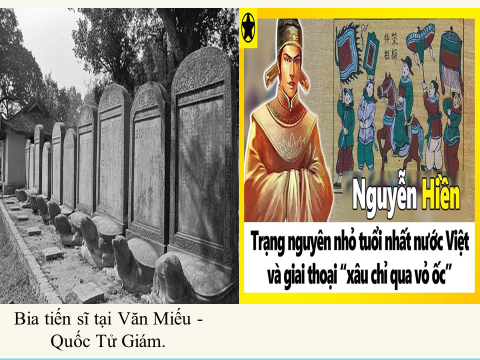 Nguyễn Hiền
Trạng nguyên nhỏ tuổi nhất nước Việt
và giai thoại “xâu chỉ qua vỏ ốc”
Bia tiến sĩ tại Văn Miếu -
Quốc Tử Giám.